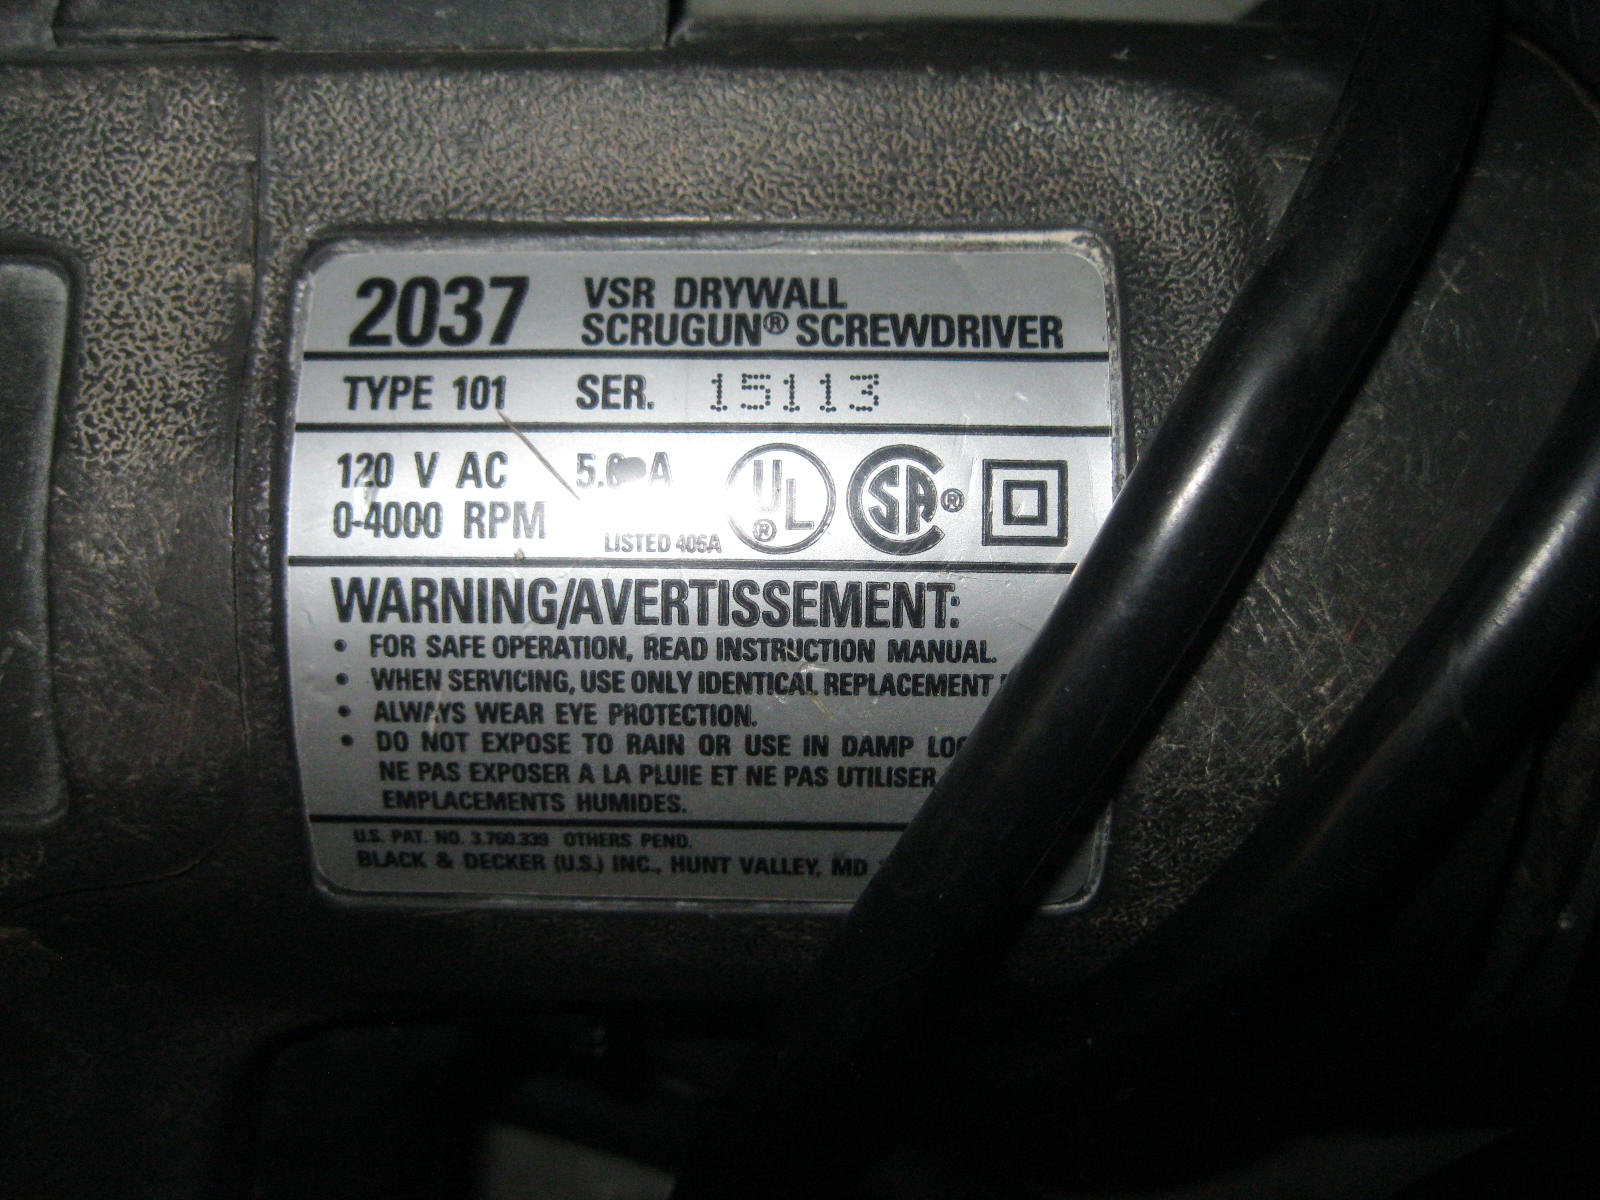 2037 VSR DRYWALL
SCRUGUN® SCREWDRIVER
TYPE 101 SER. 15113
120 V AC A
0-4000 RPM LISTED 406A
UL® SA®
WARNING/AVERTISSEMENT:
• FOR SAFE OPERATION, READ INSTRUCTION MANUAL.
• WHEN SERVICING, USE ONLY IDENTICAL REPLACEMENT
• ALWAYS WEAR EYE PROTECTION.
• DO NOT EXPOSE TO RAIN OR USE IN DAMP
NE PAS EXPOSER A LA PLUIE ET NE PAS UTILISER
EMPLACEMENTS HUMIDES.
U.S. PAT. NO. 3,760,339 OTHERS PEND.
BLACK & DECKER (U.S.) INC., HUNT VALLEY, MD